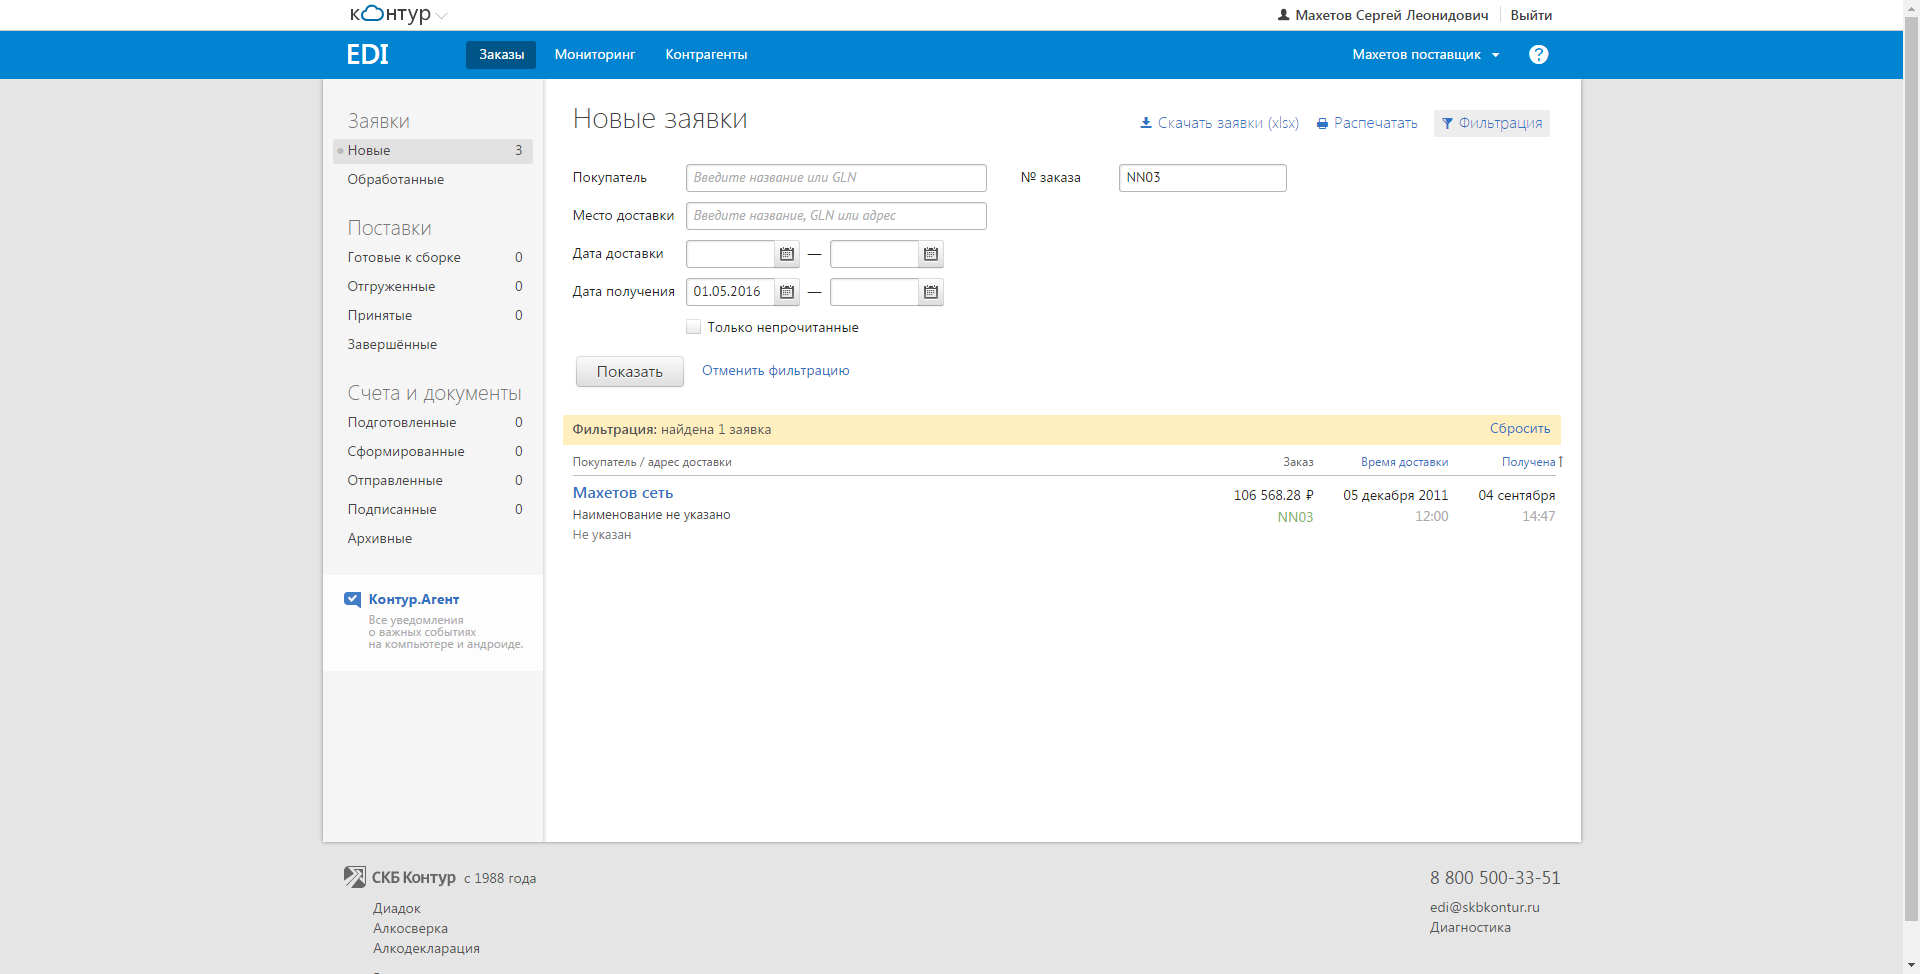 контур
Махетов Сергей Леонидович
Выйти
EDI
Заказы
Мониторинг
Контрагенты
Махетов поставщик
?
Заявки
Новые 3
Обработанные
Поставки
Готовые к сборке 0
Отгруженные 0
Принятые 0
Завершённые
Счета и документы
Подготовленные 0
Сформированные 0
Отправленные 0
Подписанные 0
Архивные
Контур.Агент
Все уведомления
о важных событиях
на компьютере и андроиде.
Новые заявки
Скачать заявки (xlsx)
Распечатать
Фильтрация
Покупатель Введите название или GLN
№ заказа NN03
Место доставки Введите название, GLN или адрес
Дата доставки —
Дата получения 01.05.2016 —
Только непрочитанные
Показать
Отменить фильтрацию
Фильтрация: найдена 1 заявка
Сбросить
Покупатель / адрес доставки Заказ Время доставки Получена↑
Махетов сеть 106 568.28 ₽ 05 декабря 2011 04 сентября
Наименование не указано NN03 12:00 14:47
Не указан
СКБ Контур с 1988 года
Диадок
Алкосверка
Алкодекларация
8 800 500-33-51
edi@skbkontur.ru
Диагностика